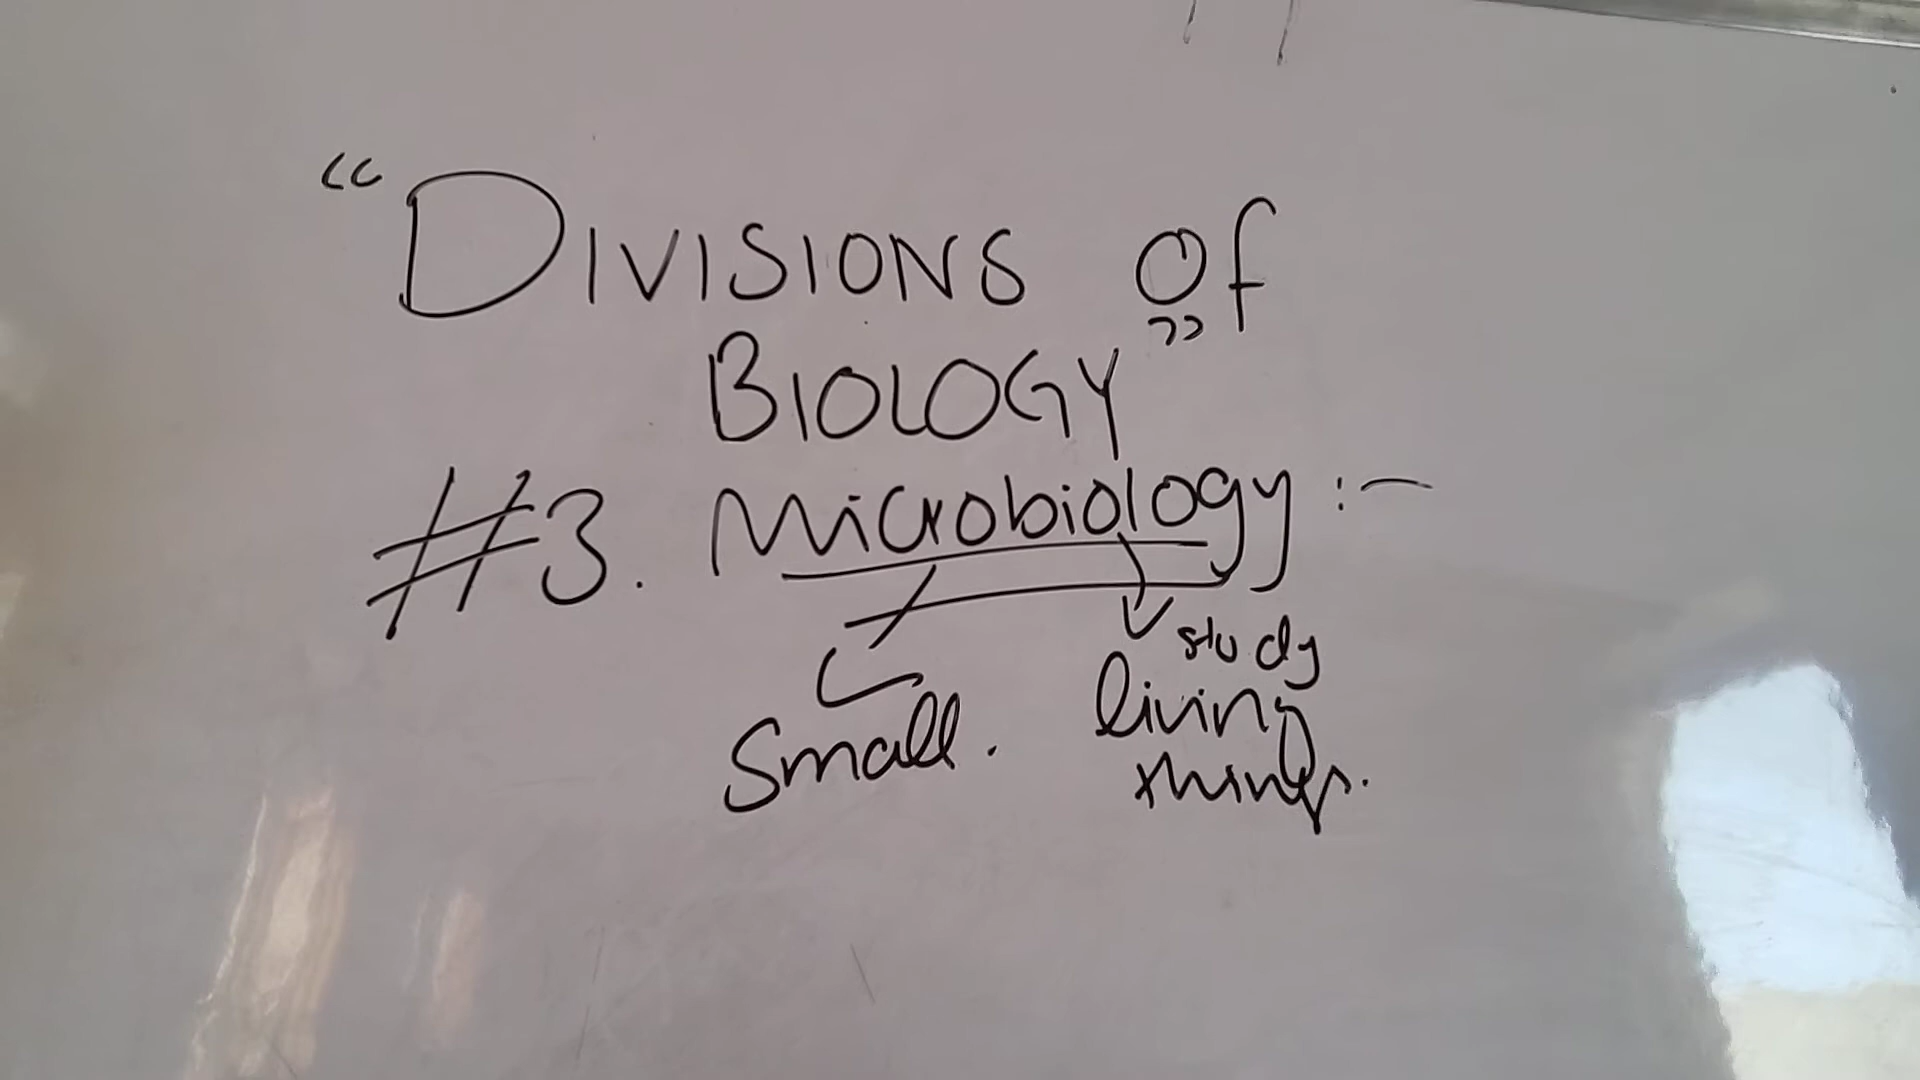 “DIVISIONS Of
BIOLOGY”
#3. Microbiology :-
Small.
study
living
things.